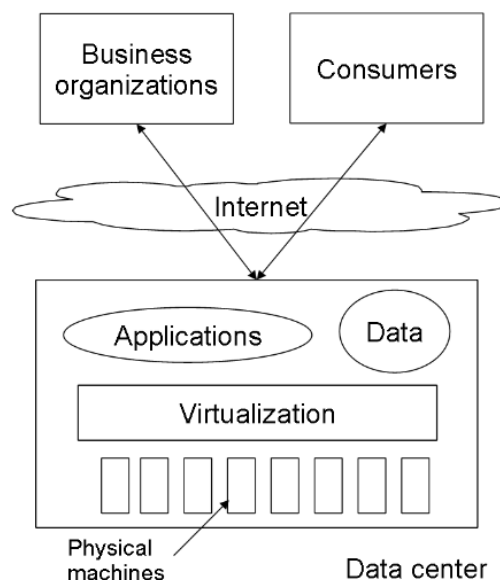 Business
organizations
Consumers
Internet
Applications
Data
Virtualization
Physical
machines
Data center